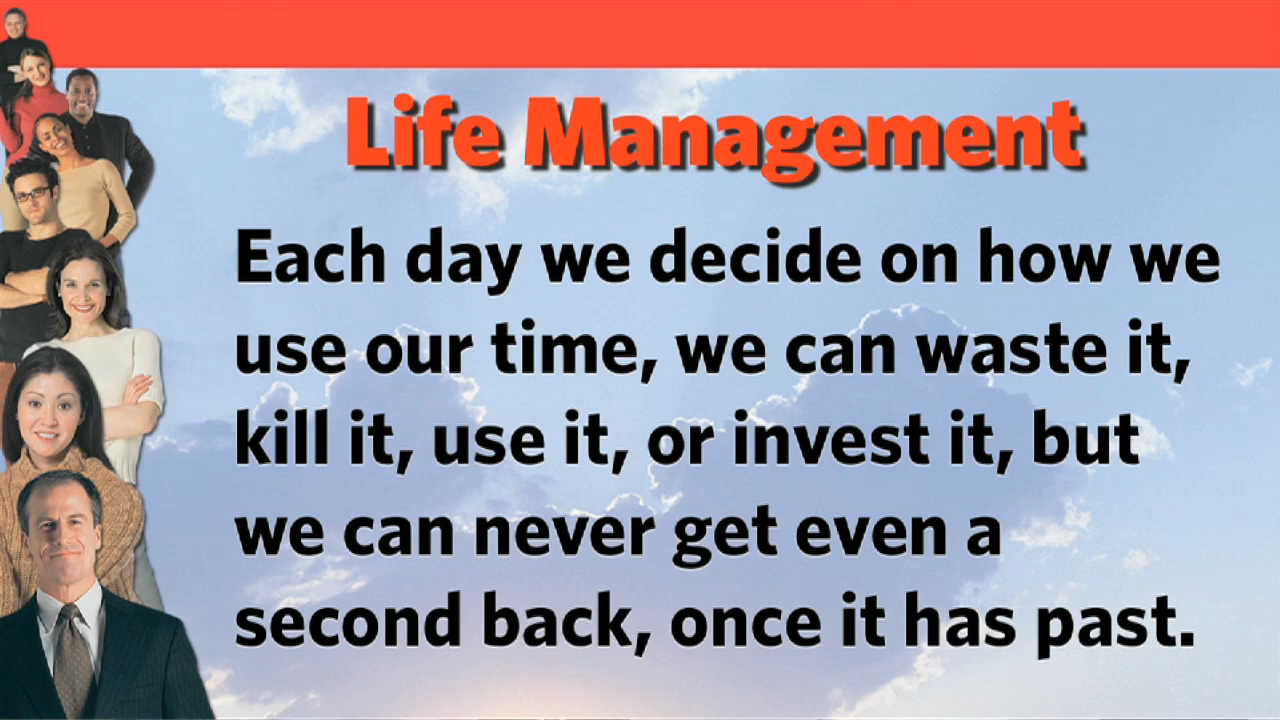 Life Management
Each day we decide on how we
use our time, we can waste it,
kill it, use it, or invest it, but
we can never get even a
second back, once it has past.